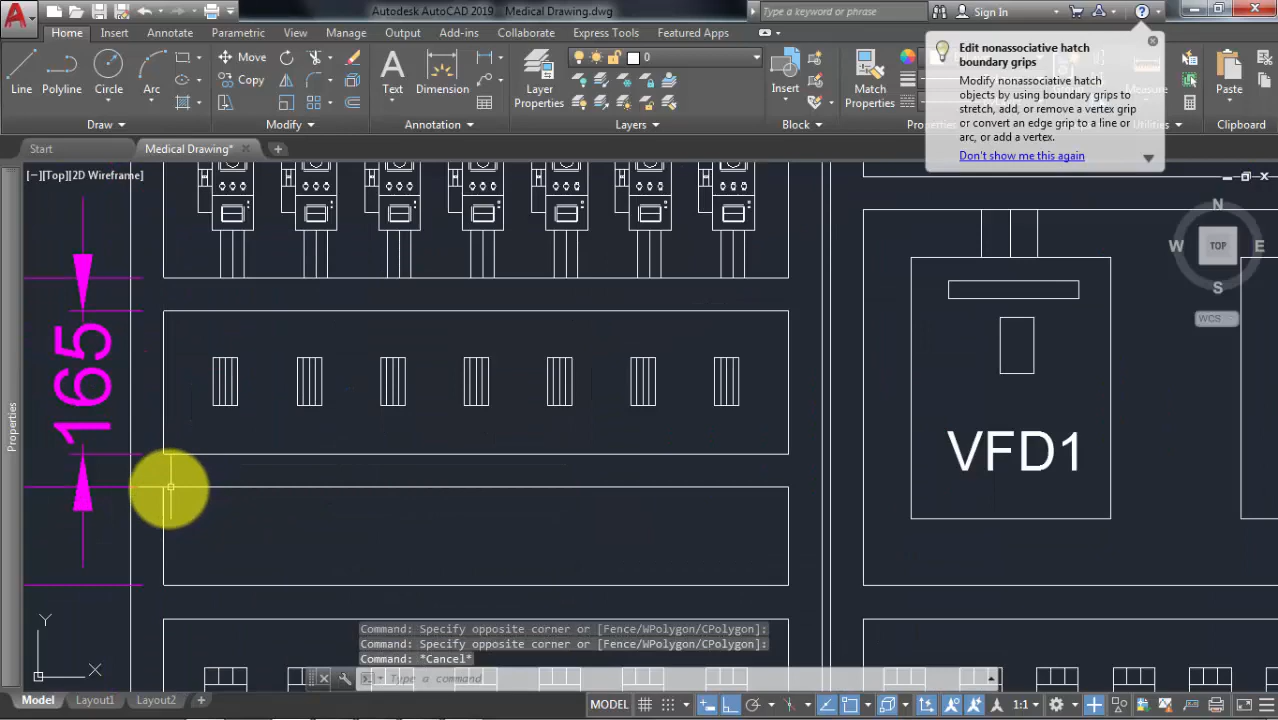 Autodesk AutoCAD 2019 Medical Drawing.dwg
Type a keyword or phrase
Sign In
Home Insert Annotate Parametric View Manage Output Add-ins Collaborate Express Tools Featured Apps
Line
Polyline
Circle
Arc
Move
Copy
Text
Dimension
Layer
Properties
0
Insert
Match
Properties
Measure
Paste
Draw
Modify
Annotation
Layers
Block
Utilities
Clipboard
Edit nonassociative hatch
boundary grips
Modify nonassociative hatch
objects by using boundary grips to
stretch, add, or remove a vertex grip
or convert an edge grip to a line or
arc, or add a vertex.
Don't show me this again
Start
Medical Drawing*
[−][Top][2D Wireframe]
165
VFD1
N
W
TOP
E
S
WCS
Y
X
Command: Specify opposite corner or [Fence/WPolygon/CPolygon]:
Command: Specify opposite corner or [Fence/WPolygon/CPolygon]:
Command: *Cancel*
Type a command
Properties
Model Layout1 Layout2
MODEL
1:1